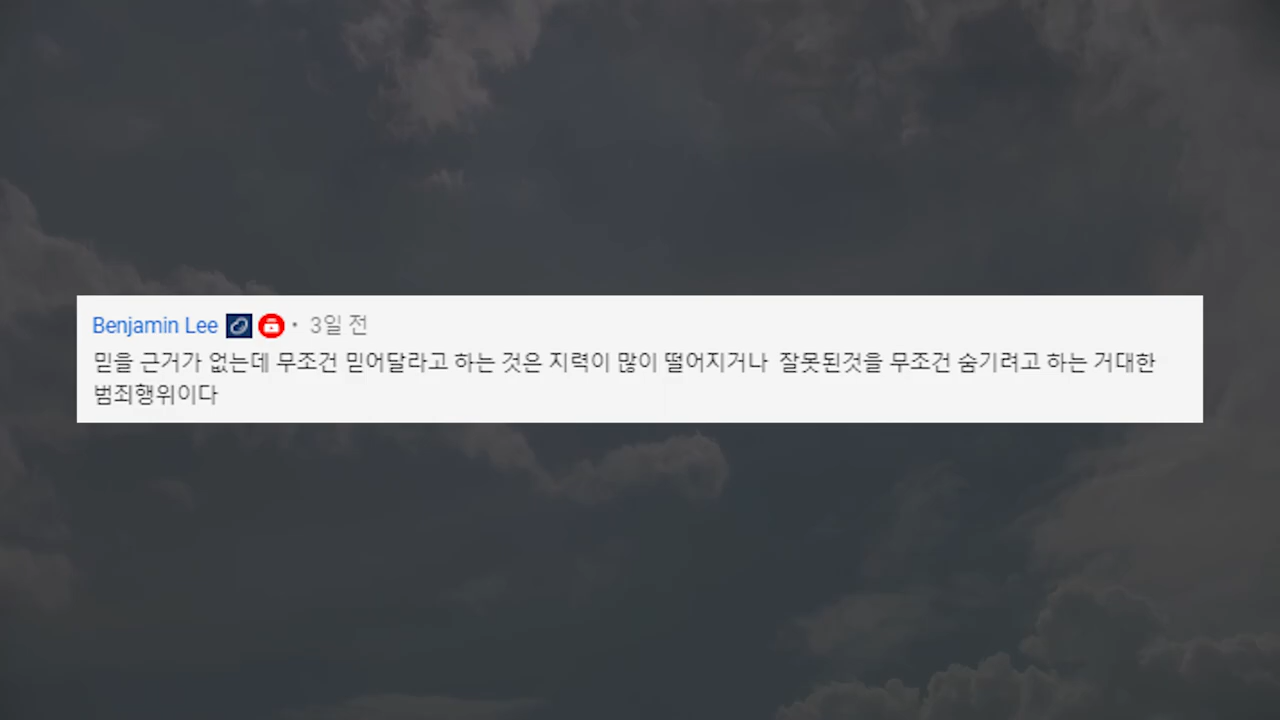 Benjamin Lee • 3일 전
믿을 근거가 없는데 무조건 믿어달라고 하는 것은 지력이 많이 떨어지거나  잘못된것을 무조건 숨기려고 하는 거대한
범죄행위이다